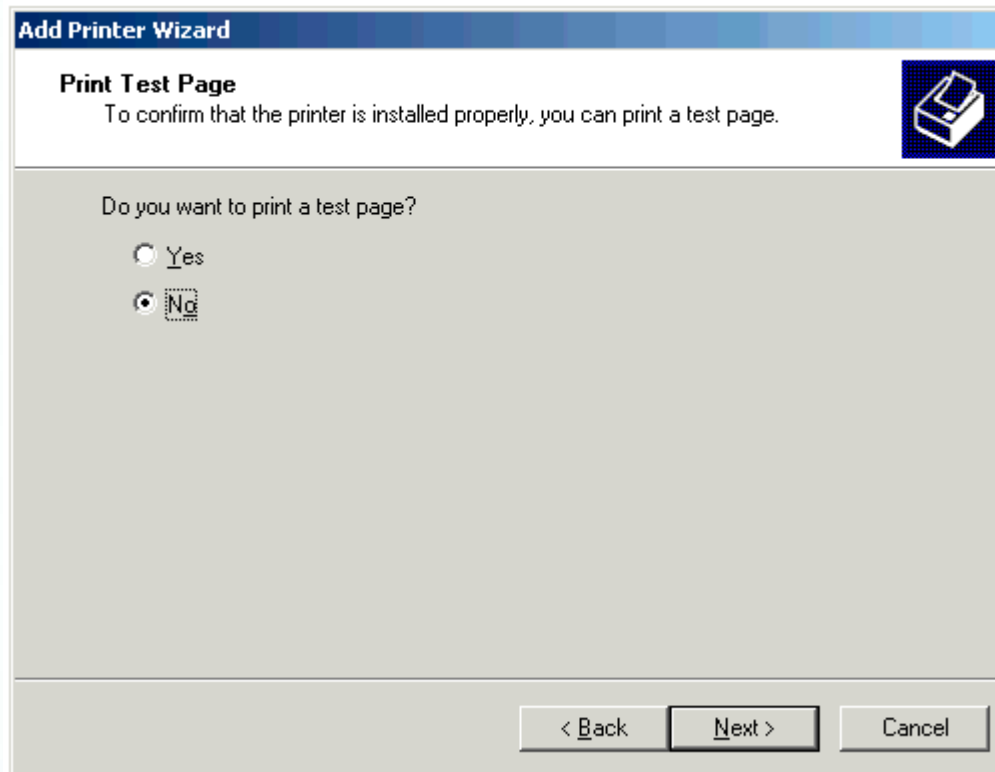 Add Printer Wizard
Print Test Page
To confirm that the printer is installed properly, you can print a test page.
Do you want to print a test page?
Yes
No
< Back Next > Cancel